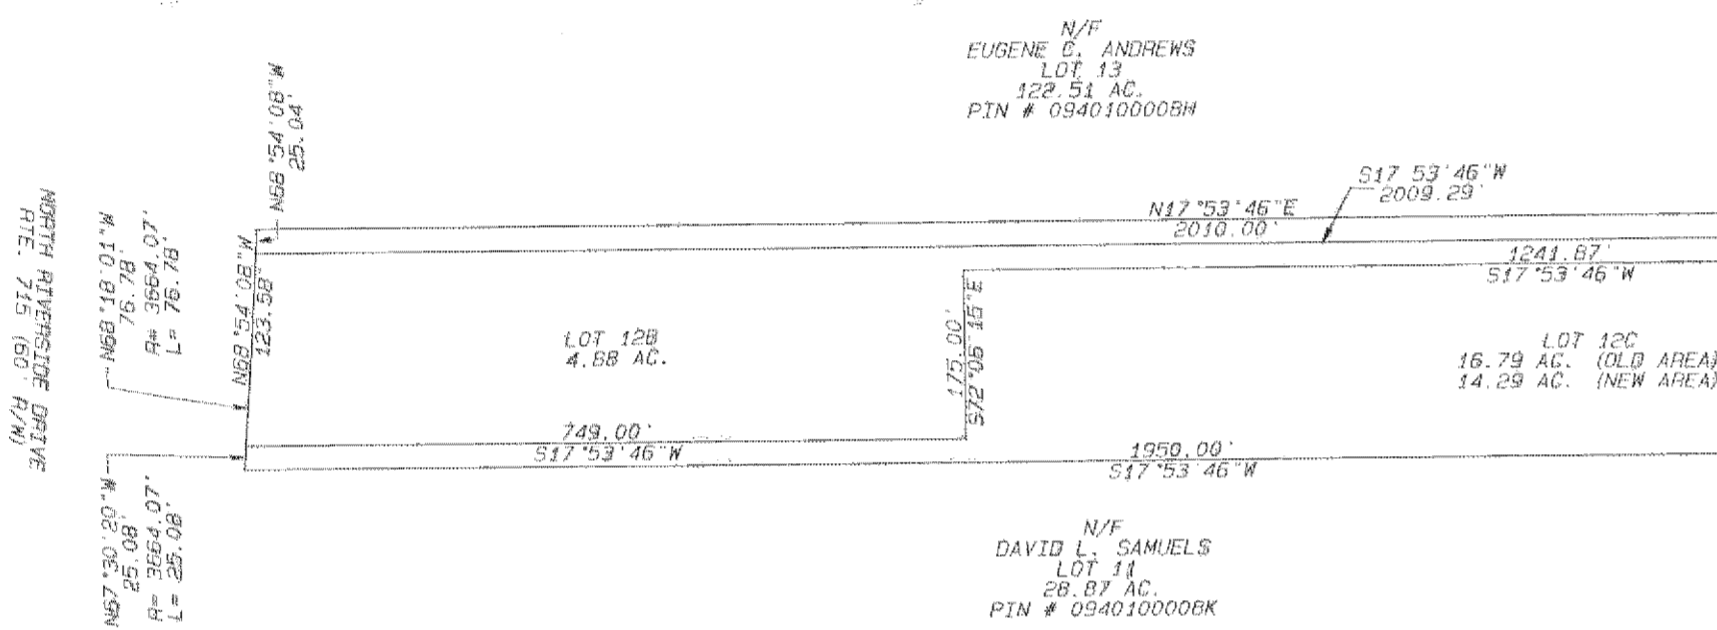 N/F
EUGENE C. ANDREWS
LOT 13
122.51 AC.
PIN # 0940100008H
N68°54'08"W
25.04'
S17 53'46"W
2009.29'
N17°53'46"E
2010.00'
1241.87'
S17°53'46"W
NORTH RIVERSIDE DRIVE
RTE. 715 (60' R/W)
N68°18'01"W
76.78'
R= 3664.07'
L= 76.78'
N68°54'08"W
123.58'
LOT 12B
4.88 AC.
175.00'
S72°06'15"E
LOT 12C
16.79 AC. (OLD AREA)
14.29 AC. (NEW AREA)
749.00'
S17°53'46"W
1950.00'
S17°53'46"W
N67°30'20"W
25.08'
R= 3664.07'
L= 25.08'
N/F
DAVID L. SAMUELS
LOT 11
28.87 AC.
PIN # 0940100008K